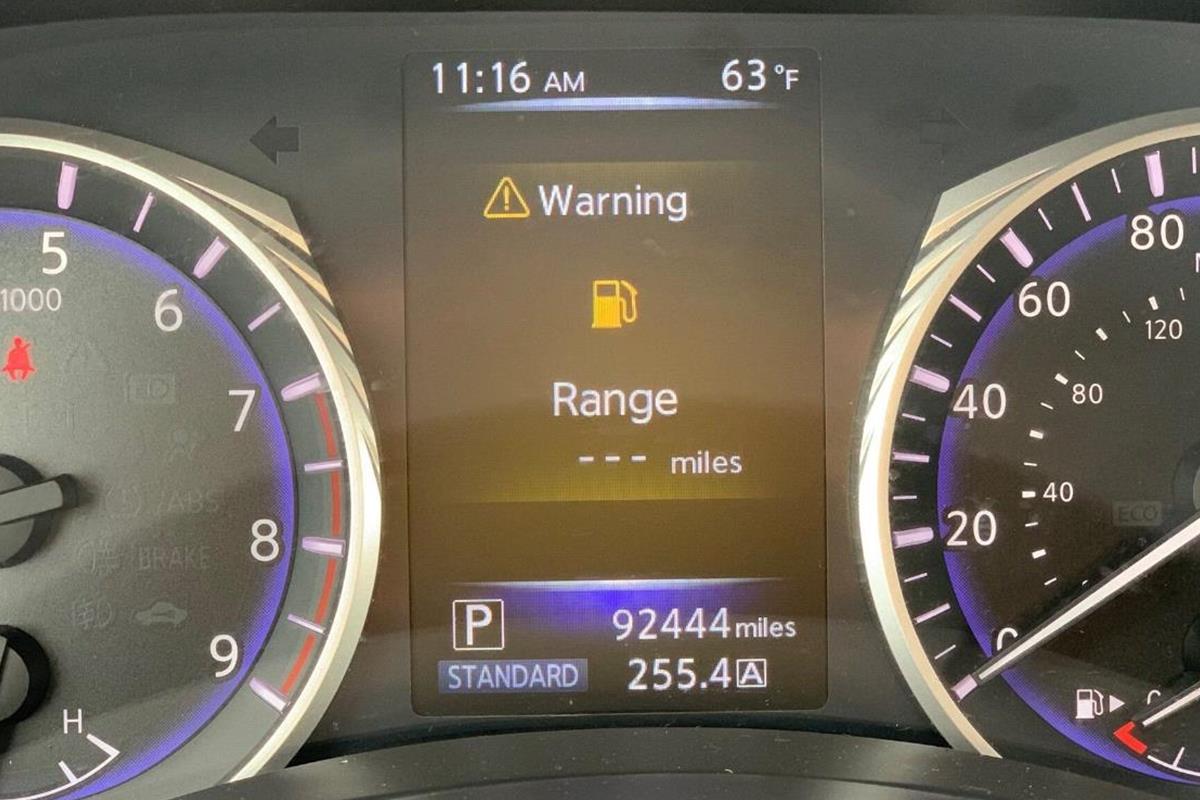 11:16 AM 63°F
Warning
Range
--- miles
P 92444 miles
STANDARD 255.4 A
5
x1000
6
7
8
9
H
/ABS
BRAKE
80
60
40
20
0
120
80
40
ECO